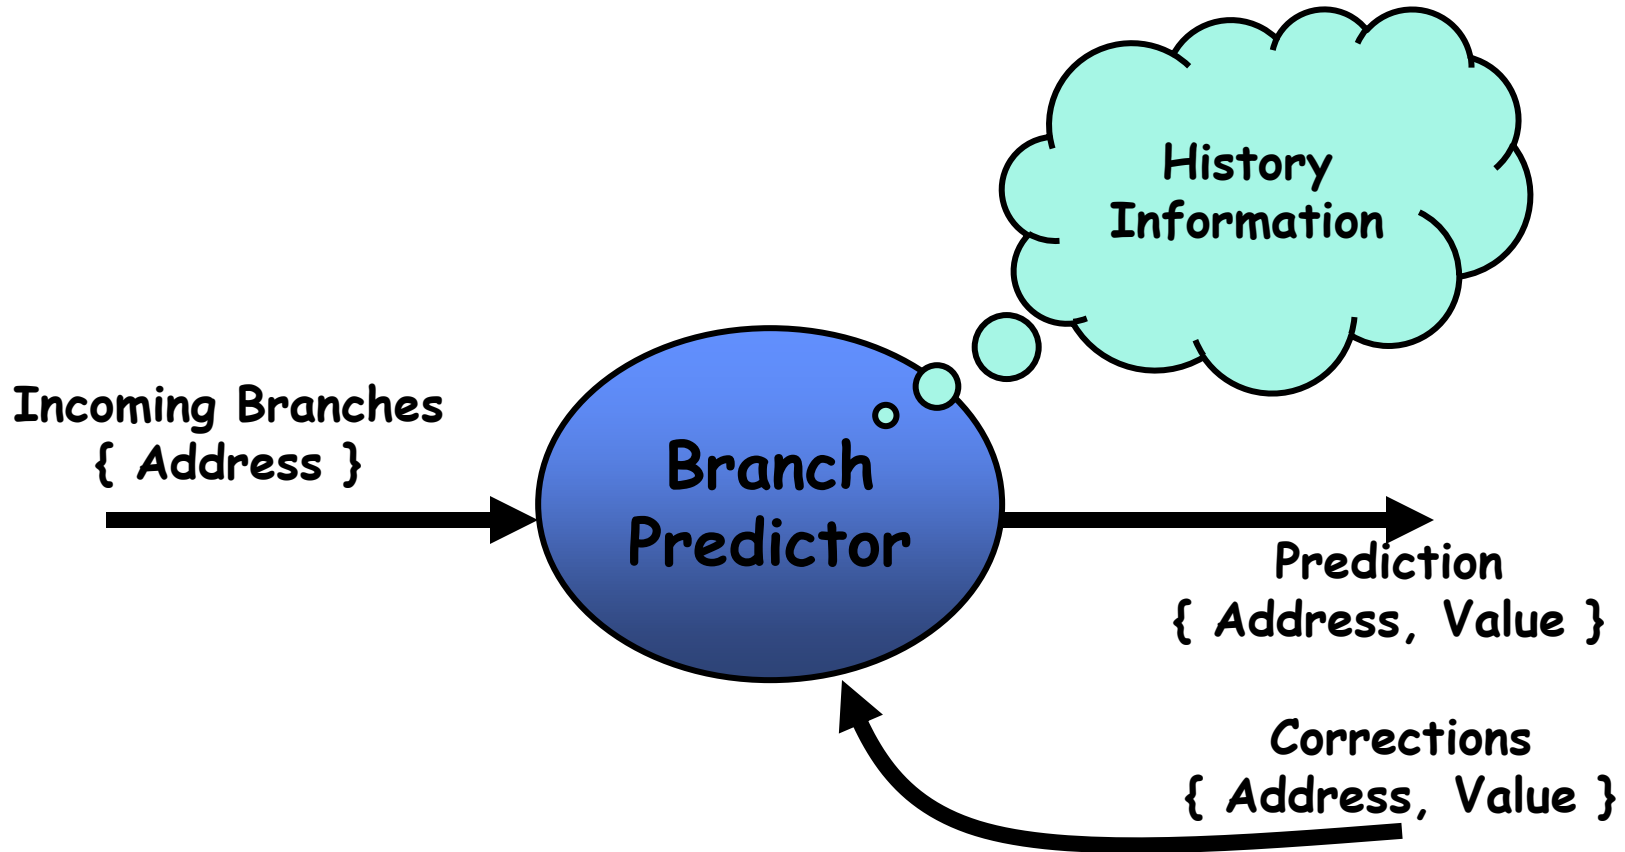 History
Information
Incoming Branches
{ Address }
Branch
Predictor
Prediction
{ Address, Value }
Corrections
{ Address, Value }